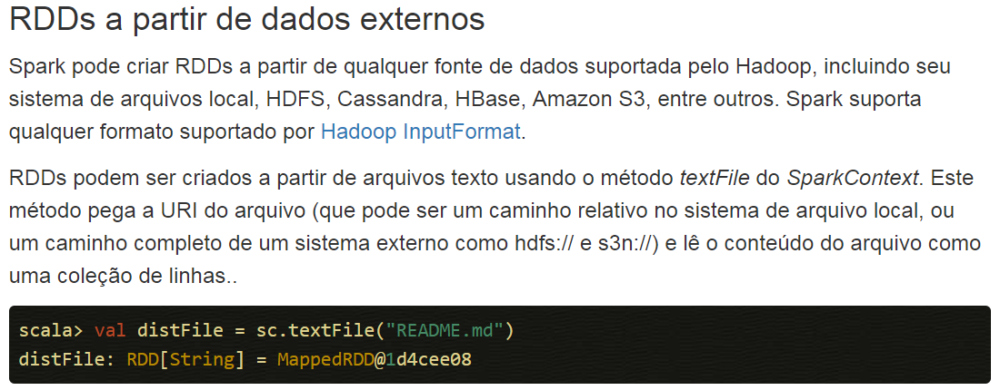 RDDs a partir de dados externos
Spark pode criar RDDs a partir de qualquer fonte de dados suportada pelo Hadoop, incluindo seu
sistema de arquivos local, HDFS, Cassandra, HBase, Amazon S3, entre outros. Spark suporta
qualquer formato suportado por Hadoop InputFormat.
RDDs podem ser criados a partir de arquivos texto usando o método textFile do SparkContext. Este
método pega a URI do arquivo (que pode ser um caminho relativo no sistema de arquivo local, ou
um caminho completo de um sistema externo como hdfs:// e s3n://) e lê o conteúdo do arquivo como
uma coleção de linhas..
scala> val distFile = sc.textFile("README.md")
distFile: RDD[String] = MappedRDD@1d4cee08